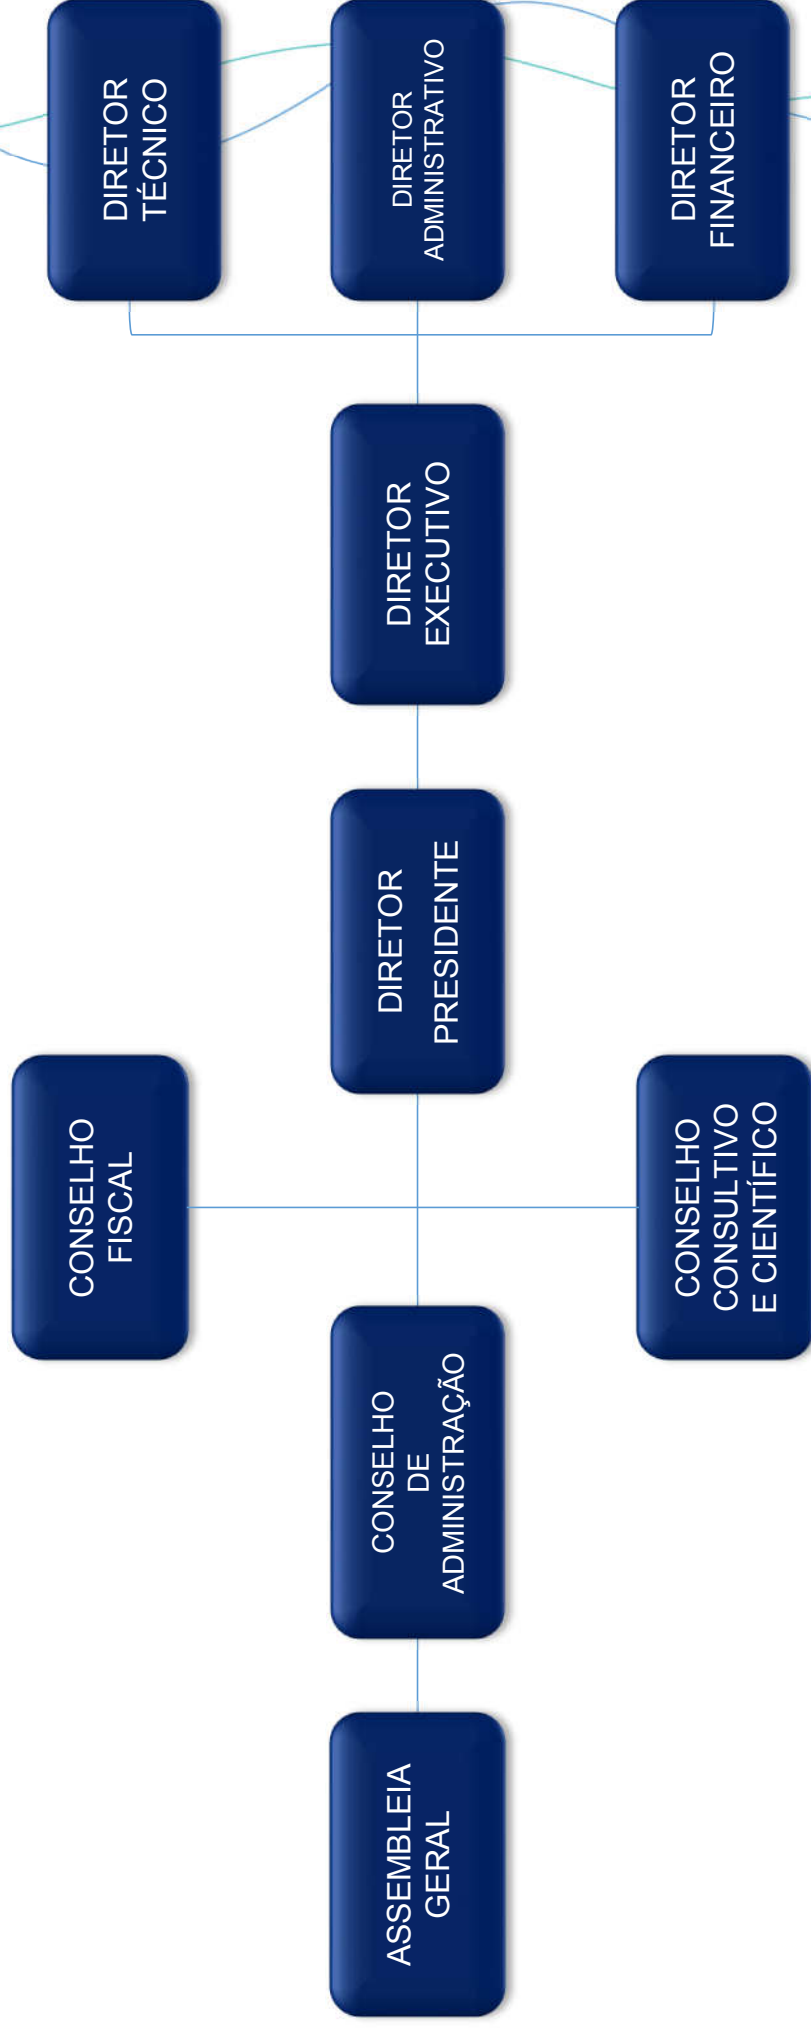 ASSEMBLEIA
GERAL
CONSELHO
DE
ADMINISTRAÇÃO
CONSELHO
FISCAL
CONSELHO
CONSULTIVO
E CIENTÍFICO
DIRETOR
PRESIDENTE
DIRETOR
EXECUTIVO
DIRETOR
TÉCNICO
DIRETOR
ADMINISTRATIVO
DIRETOR
FINANCEIRO